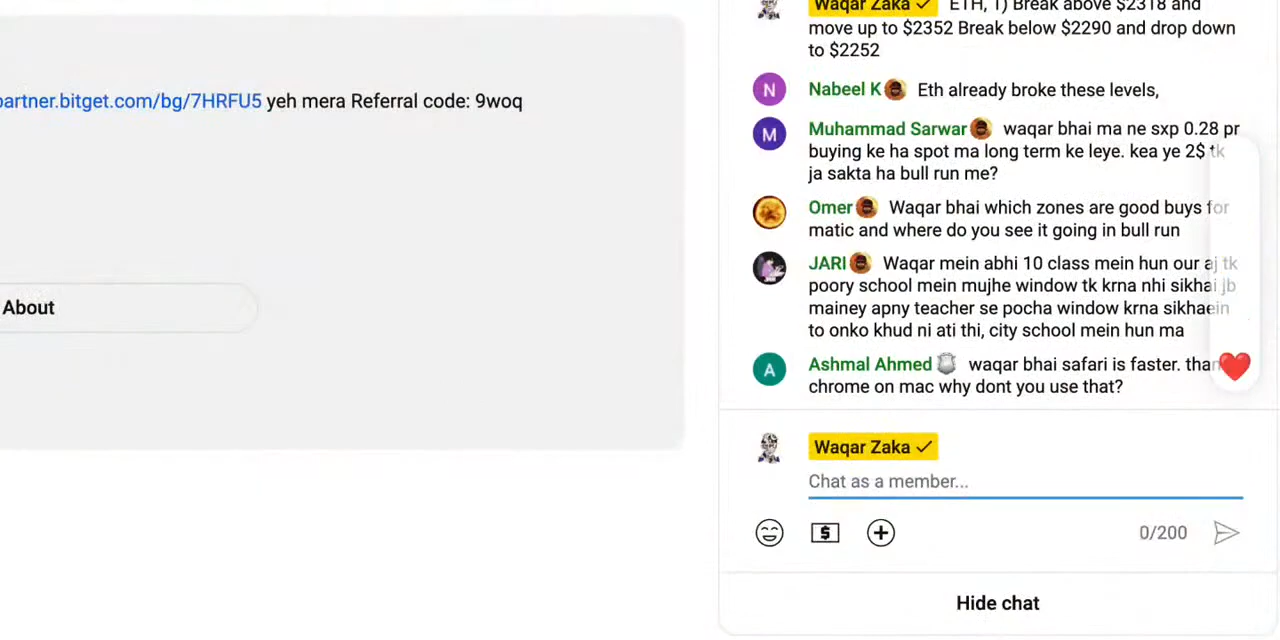 partner.bitget.com/bg/7HRFU5 yeh mera Referral code: 9woq
About
Waqar Zaka ETH, 1) Break above $2318 and
move up to $2352 Break below $2290 and drop down
to $2252
N
Nabeel K Eth already broke these levels,
M
Muhammad Sarwar waqar bhai ma ne sxp 0.28 pr
buying ke ha spot ma long term ke leye. kea ye 2$ tk
ja sakta ha bull run me?
Omer Waqar bhai which zones are good buys for
matic and where do you see it going in bull run
JARI Waqar mein abhi 10 class mein hun our aj tk
poory school mein mujhe window tk krna nhi sikhai jb
mainey apny teacher se pocha window krna sikhaein
to onko khud ni ati thi, city school mein hun ma
A
Ashmal Ahmed waqar bhai safari is faster. than
chrome on mac why dont you use that?
Waqar Zaka
Chat as a member...
$
0/200
Hide chat